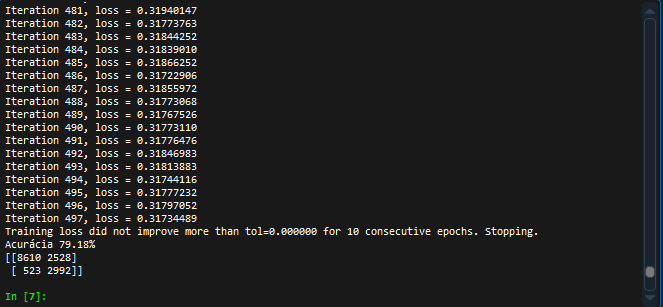 Iteration 481, loss = 0.31940147
Iteration 482, loss = 0.31773763
Iteration 483, loss = 0.31844252
Iteration 484, loss = 0.31839010
Iteration 485, loss = 0.31866252
Iteration 486, loss = 0.31722906
Iteration 487, loss = 0.31855972
Iteration 488, loss = 0.31773068
Iteration 489, loss = 0.31767526
Iteration 490, loss = 0.31773110
Iteration 491, loss = 0.31776476
Iteration 492, loss = 0.31846983
Iteration 493, loss = 0.31813883
Iteration 494, loss = 0.31744116
Iteration 495, loss = 0.31777232
Iteration 496, loss = 0.31797052
Iteration 497, loss = 0.31734489
Training loss did not improve more than tol=0.000000 for 10 consecutive epochs. Stopping.
Acurácia 79.18%
[[8610 2528]
 [ 523 2992]]
In [7]: